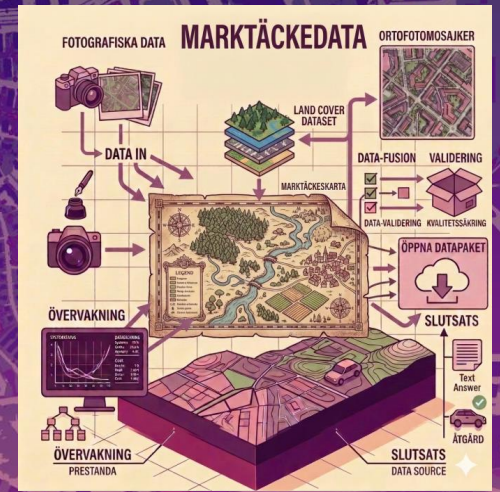 MARKTÄCKEDATA
FOTOGRAFISKA DATA
ORTOFOTOMOSAJKER
LAND COVER
DATASET
DATA IN
DATA-FUSION
VALIDERING
MARKTÄCKESKARTA
DATA-VALIDERING
KVALITETSSÄKRING
LEGEND
ÖPPNA DATAPAKET
ÖVERVAKNING
SLUTSATS
Text
Answer
ÅTGÄRD
ÖVERVAKNING
PRESTANDA
SLUTSATS
DATA SOURCE